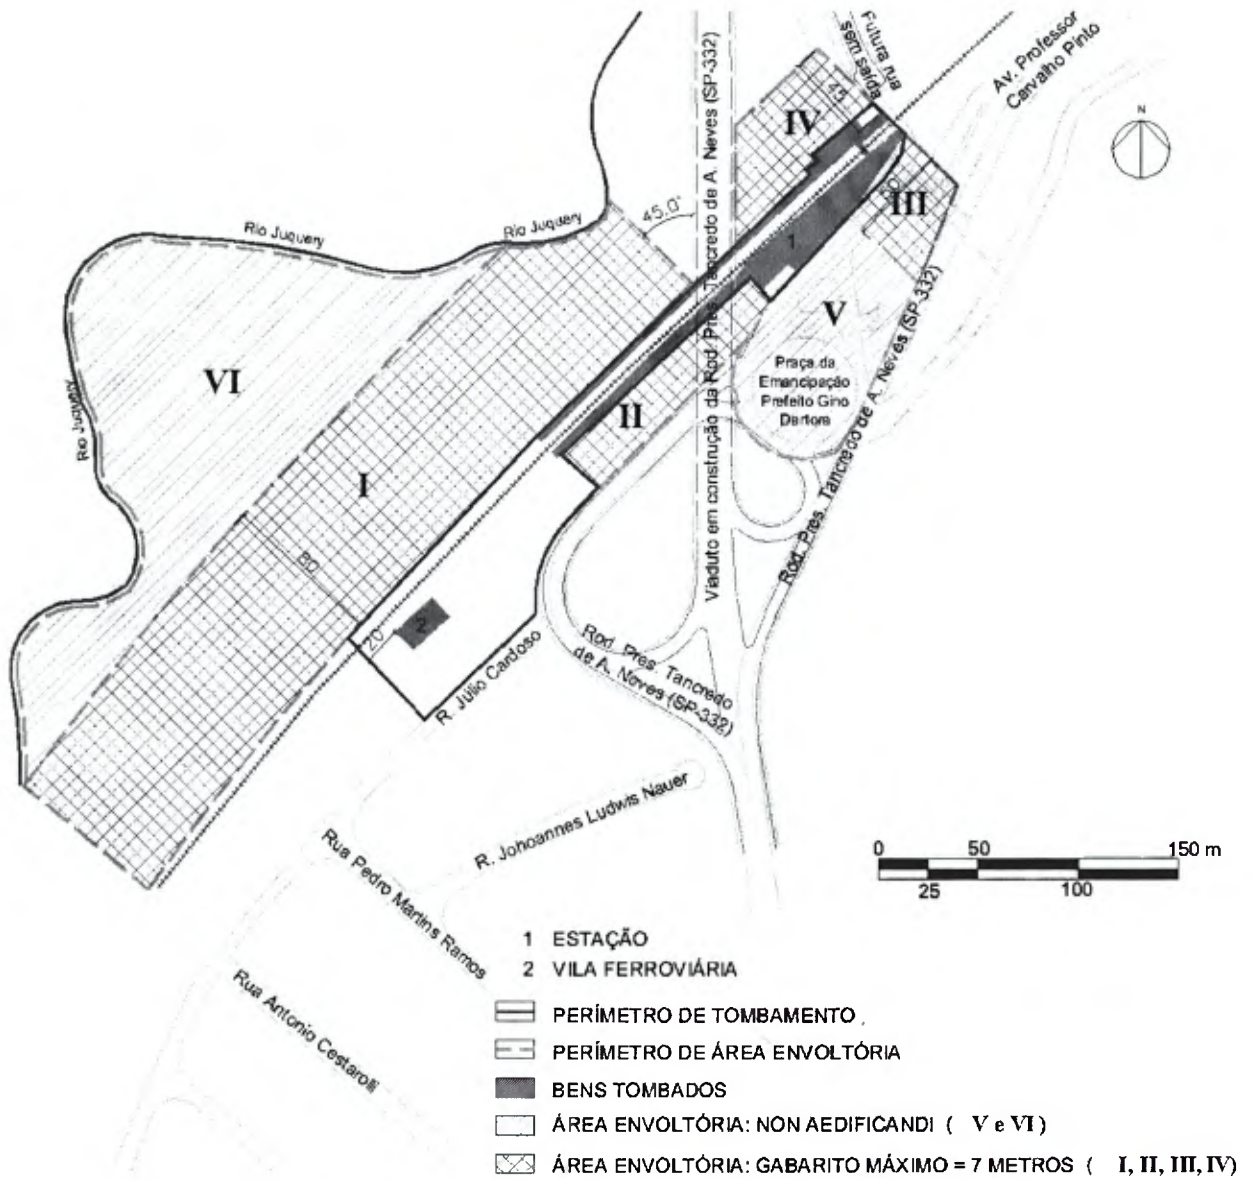 Futura rua
sem saída
Av. Professor
Carvalho Pinto
N
Viaduto em construção da Rod. Pres. Tancredo de A. Neves (SP-332)
IV
45
III
45.0°
Rio Juquery
Rio Juquery
Rio Juquery
1
V
Praça da
Emancipação
Prefeito Gino
Dartora
Rod. Pres. Tancredo de A. Neves (SP 332)
VI
II
I
80
20
2
R. Júlio Cardoso
Rod. Pres. Tancredo
de A. Neves (SP-332)
R. Johoannes Ludwis Nauer
Rua Pedro Martins Ramos
Rua Antonio Cestarolli
0 50 150 m
25 100
1 ESTAÇÃO
2 VILA FERROVIÁRIA
PERÍMETRO DE TOMBAMENTO
PERÍMETRO DE ÁREA ENVOLTÓRIA
BENS TOMBADOS
ÁREA ENVOLTÓRIA: NON AEDIFICANDI ( V e VI )
ÁREA ENVOLTÓRIA: GABARITO MÁXIMO = 7 METROS ( I, II, III, IV)